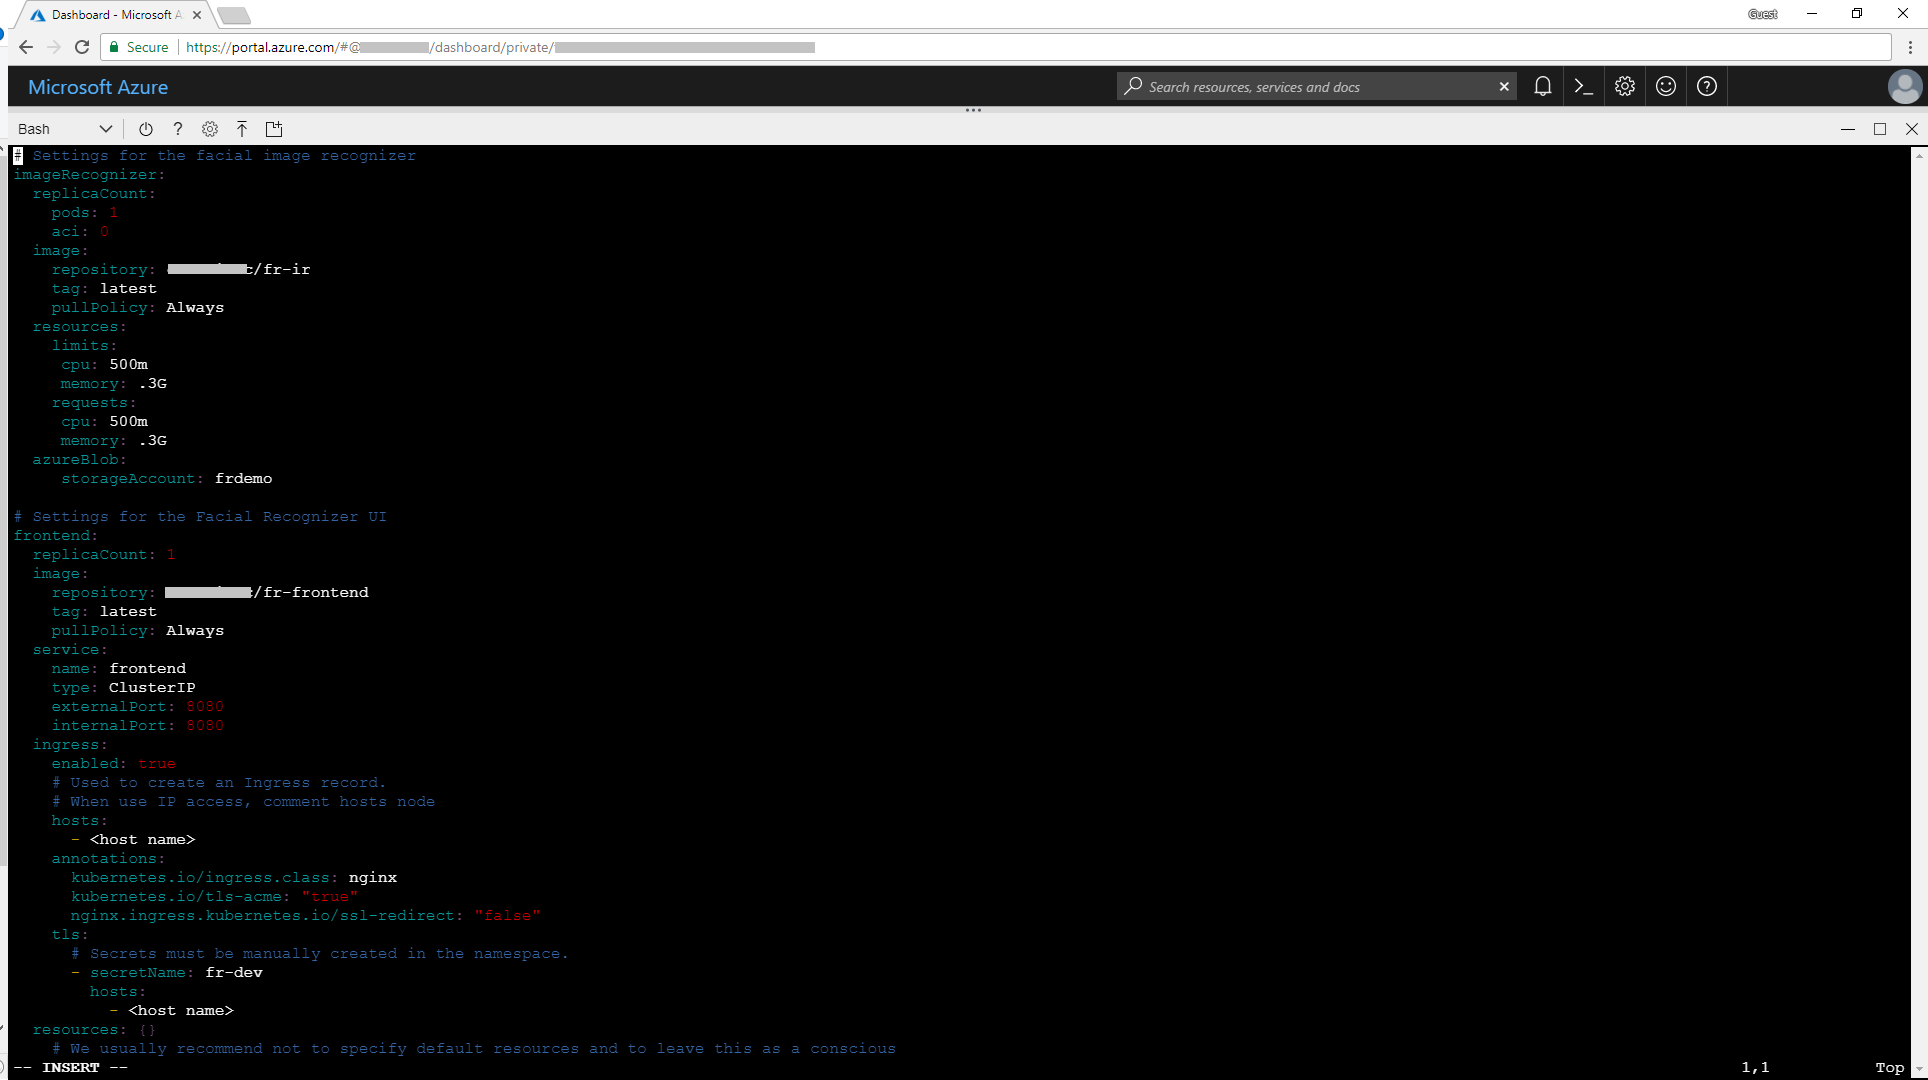 Dashboard - Microsoft A
Guest
Secure
https://portal.azure.com/#@
/dashboard/private/
Microsoft Azure
Search resources, services and docs
Bash
# Settings for the facial image recognizer
imageRecognizer:
  replicaCount:
    pods: 1
    aci: 0
  image:
    repository: /fr-ir
    tag: latest
    pullPolicy: Always
  resources:
    limits:
     cpu: 500m
     memory: .3G
    requests:
     cpu: 500m
     memory: .3G
  azureBlob:
     storageAccount: frdemo
# Settings for the Facial Recognizer UI
frontend:
  replicaCount: 1
  image:
    repository: /fr-frontend
    tag: latest
    pullPolicy: Always
  service:
    name: frontend
    type: ClusterIP
    externalPort: 8080
    internalPort: 8080
  ingress:
    enabled: true
    # Used to create an Ingress record.
    # When use IP access, comment hosts node
    hosts:
      - <host name>
    annotations:
      kubernetes.io/ingress.class: nginx
      kubernetes.io/tls-acme: "true"
      nginx.ingress.kubernetes.io/ssl-redirect: "false"
    tls:
      # Secrets must be manually created in the namespace.
      - secretName: fr-dev
        hosts:
          - <host name>
  resources: {}
    # We usually recommend not to specify default resources and to leave this as a conscious
-- INSERT --
1,1
Top